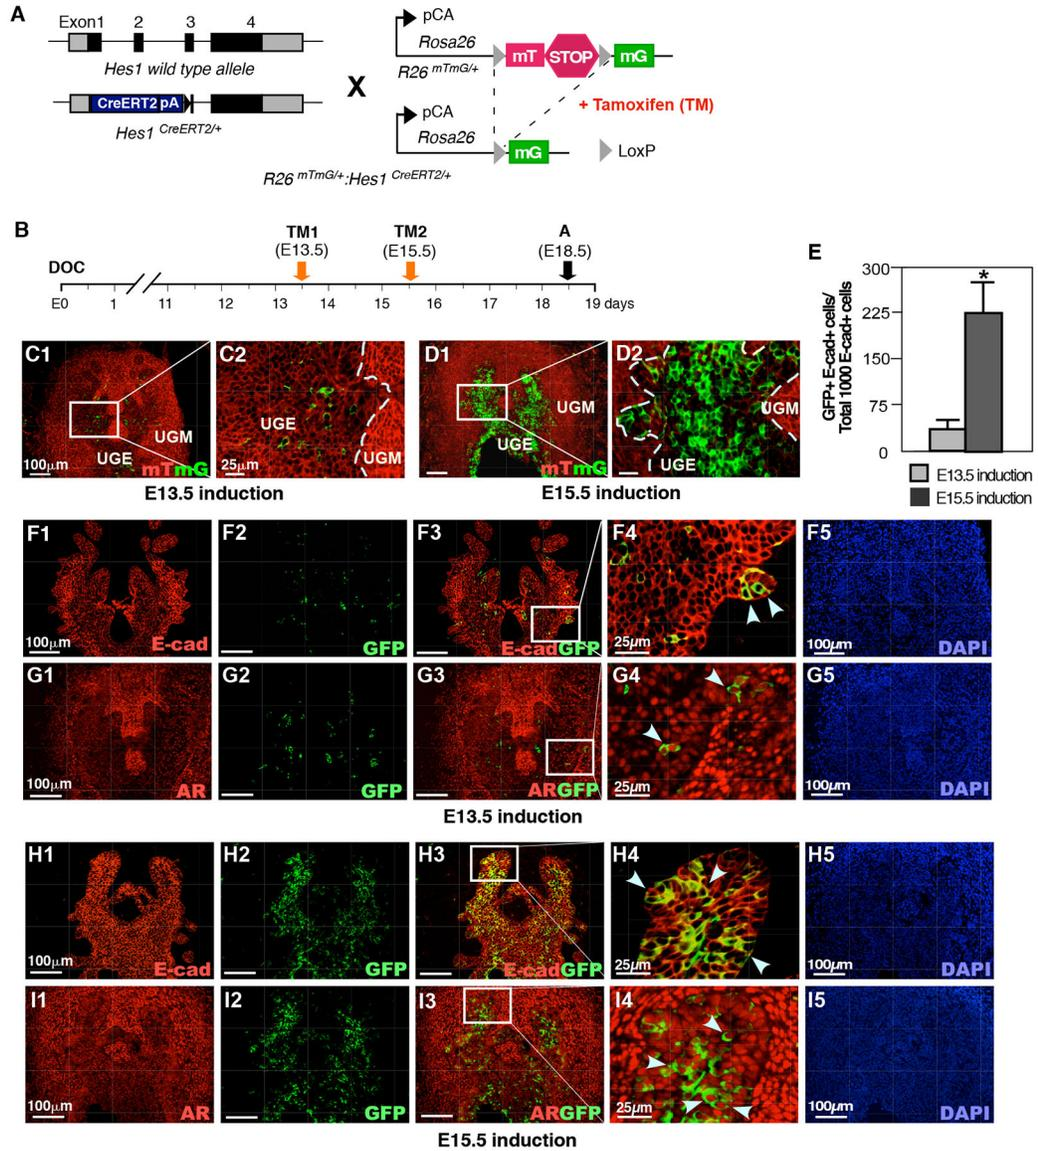 A
Exon1 2 3 4
Hes1 wild type allele
CreERT2 pA
Hes1 CreERT2/+
X
pCA
Rosa26
R26 mTmG/+
mT STOP mG
+ Tamoxifen (TM)
pCA
Rosa26
mG
LoxP
R26 mTmG/+:Hes1 CreERT2/+
B
TM1
(E13.5)
TM2
(E15.5)
A
(E18.5)
DOC
E0 1 11 12 13 14 15 16 17 18 19 days
C1
UGM
UGE
100μm
mTmG
C2
UGE
UGM
25μm
D1
UGM
UGE
mTmG
D2
UGM
UGE
E13.5 induction
E15.5 induction
E
GFP+ E-cad+ cells/
Total 1000 E-cad+ cells
300
225
150
75
0
*
E13.5 induction
E15.5 induction
F1
100μm
E-cad
F2
GFP
F3
E-cadGFP
F4
25μm
F5
100μm
DAPI
G1
100μm
AR
G2
GFP
G3
ARGFP
G4
25μm
G5
100μm
DAPI
E13.5 induction
H1
100μm
E-cad
H2
GFP
H3
E-cadGFP
H4
25μm
H5
100μm
DAPI
I1
100μm
AR
I2
GFP
I3
ARGFP
I4
25μm
I5
100μm
DAPI
E15.5 induction